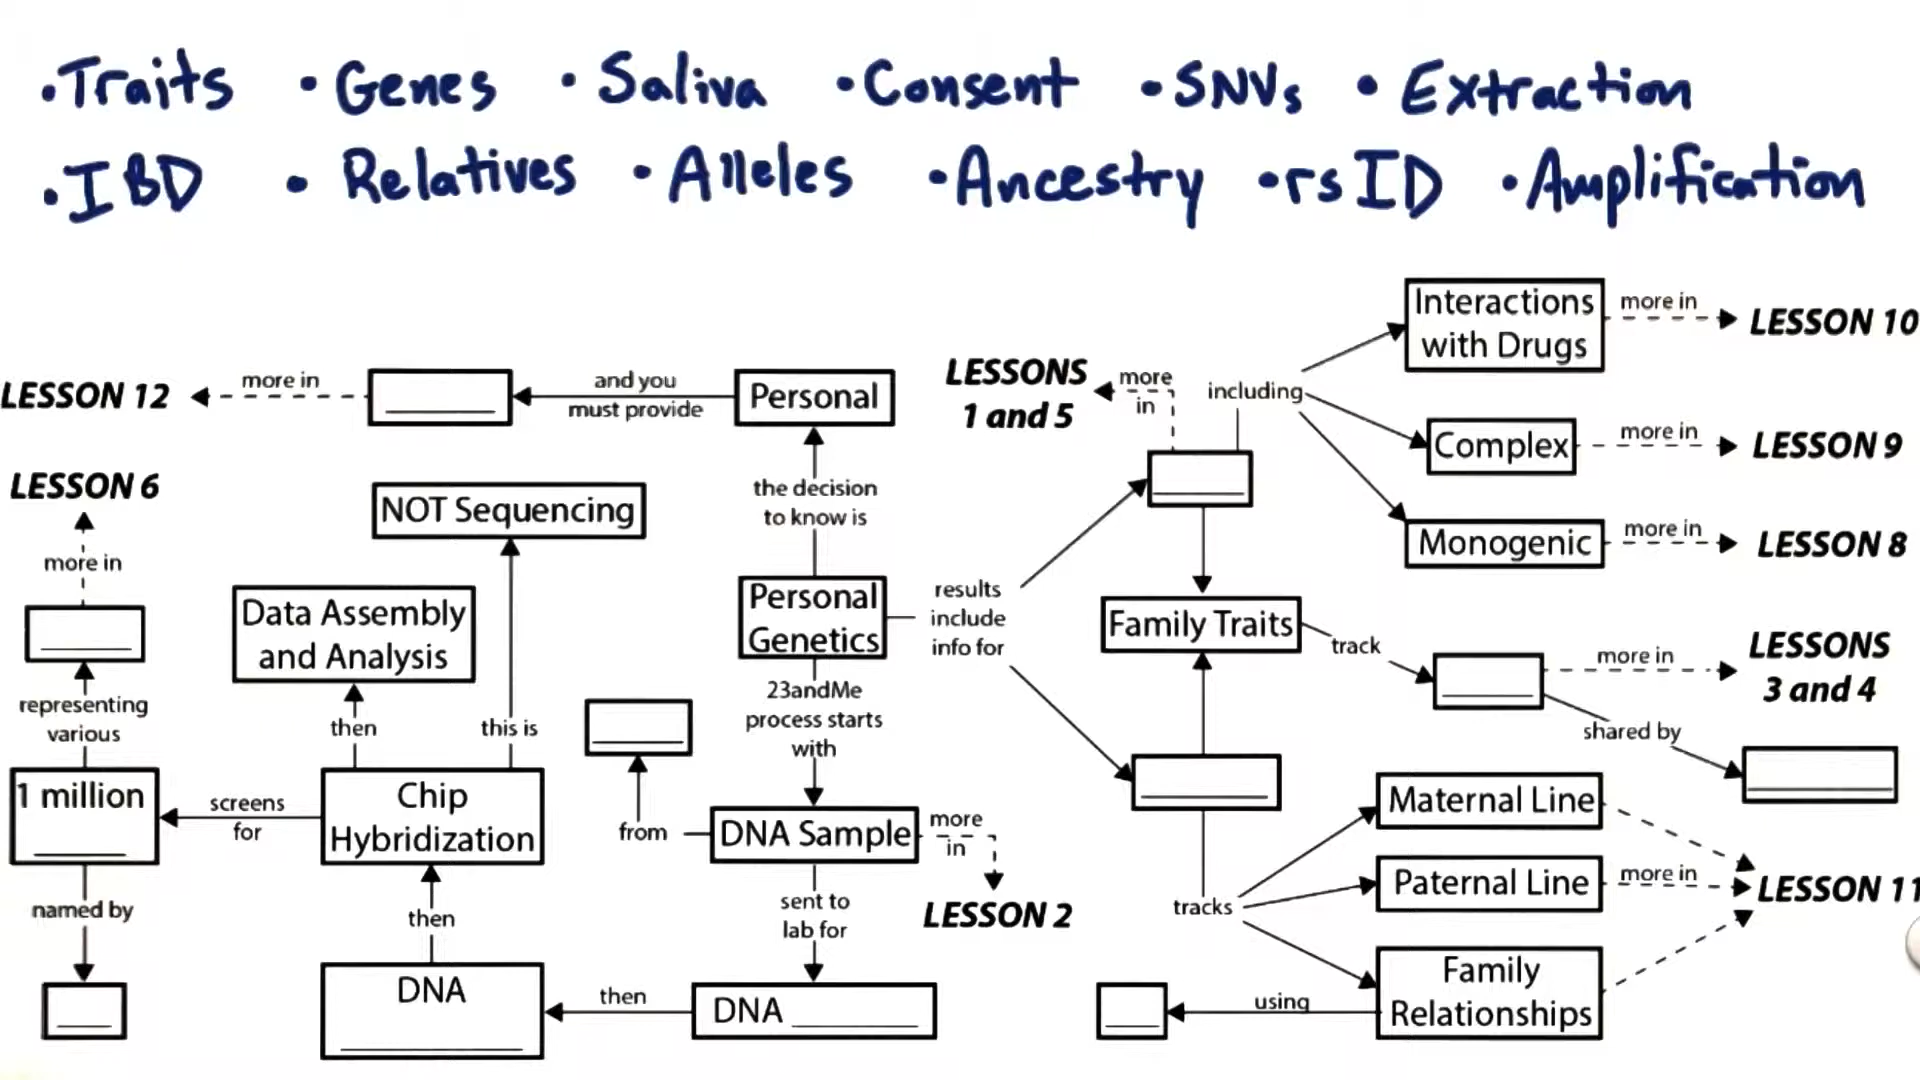 •Traits •Genes •Saliva •Consent •SNVs •Extraction
•IBD •Relatives •Alleles •Ancestry •rsID •Amplification
Interactions
with Drugs
more in
LESSON 10
LESSON 12
more in
and you
must provide
Personal
LESSONS
1 and 5
more
in
including
Complex
more in
LESSON 9
LESSON 6
more in
NOT Sequencing
the decision
to know is
Monogenic
more in
LESSON 8
Data Assembly
and Analysis
Personal
Genetics
results
include
info for
Family Traits
track
more in
LESSONS
3 and 4
shared by
representing
various
then
this is
23andMe
process starts
with
1 million
screens
for
Chip
Hybridization
from
DNA Sample
more
in
LESSON 2
Maternal Line
Paternal Line
more in
LESSON 11
tracks
named by
then
sent to
lab for
Family
Relationships
using
DNA
then
DNA